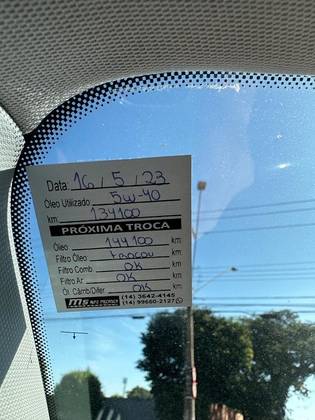 Data: 16 / 5 / 23
Óleo Utilizado 5W-40
km 134100
PRÓXIMA TROCA
Óleo 144100 km
Filtro Óleo trocou km
Filtro Comb. OK km
Filtro Ar OK km
Ól. Câmb/Difer OK km
(14) 3642-4145
(14) 99660-2127